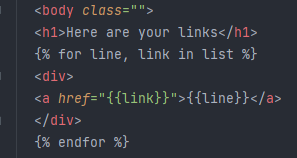 <body class="">
<h1>Here are your links</h1>
{% for line, link in list %}
<div>
<a href="{{link}}">{{line}}</a>
</div>
{% endfor %}